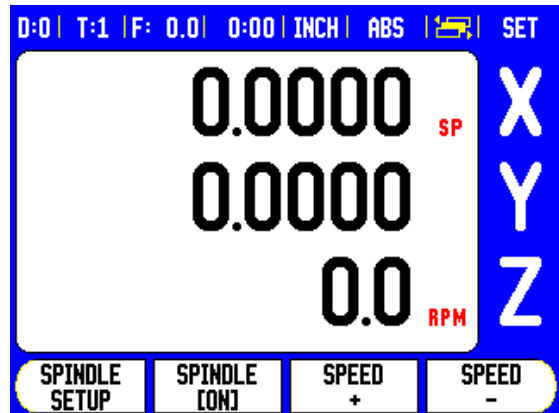 D:0 | T:1 | F: 0.0 | 0:00 | INCH | ABS | | SET
0.0000 SP X
0.0000 Y
0.0 RPM Z
SPINDLE SETUP
SPINDLE [ON]
SPEED +
SPEED -